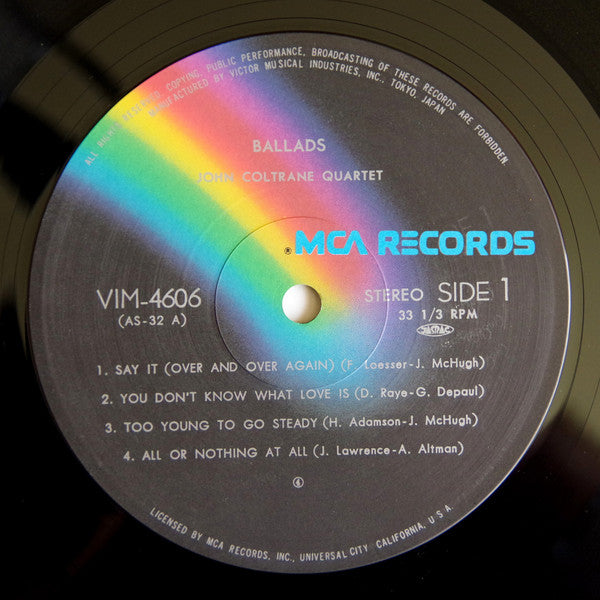 ALL RIGHTS RESERVED. COPYING, PUBLIC PERFORMANCE, BROADCASTING OF THESE RECORDS ARE FORBIDDEN.
MANUFACTURED BY VICTOR MUSICAL INDUSTRIES, INC., TOKYO, JAPAN
BALLADS
JOHN COLTRANE QUARTET
® MCA RECORDS
VIM-4606
(AS-32 A)
STEREO SIDE 1
33 1/3 RPM
JASRAC
1. SAY IT (OVER AND OVER AGAIN) (F. Loesser-J. McHugh)
2. YOU DON'T KNOW WHAT LOVE IS (D. Raye-G. Depaul)
3. TOO YOUNG TO GO STEADY (H. Adamson-J. McHugh)
4. ALL OR NOTHING AT ALL (J. Lawrence-A. Altman)
④
LICENSED BY MCA RECORDS, INC., UNIVERSAL CITY, CALIFORNIA, U.S.A.